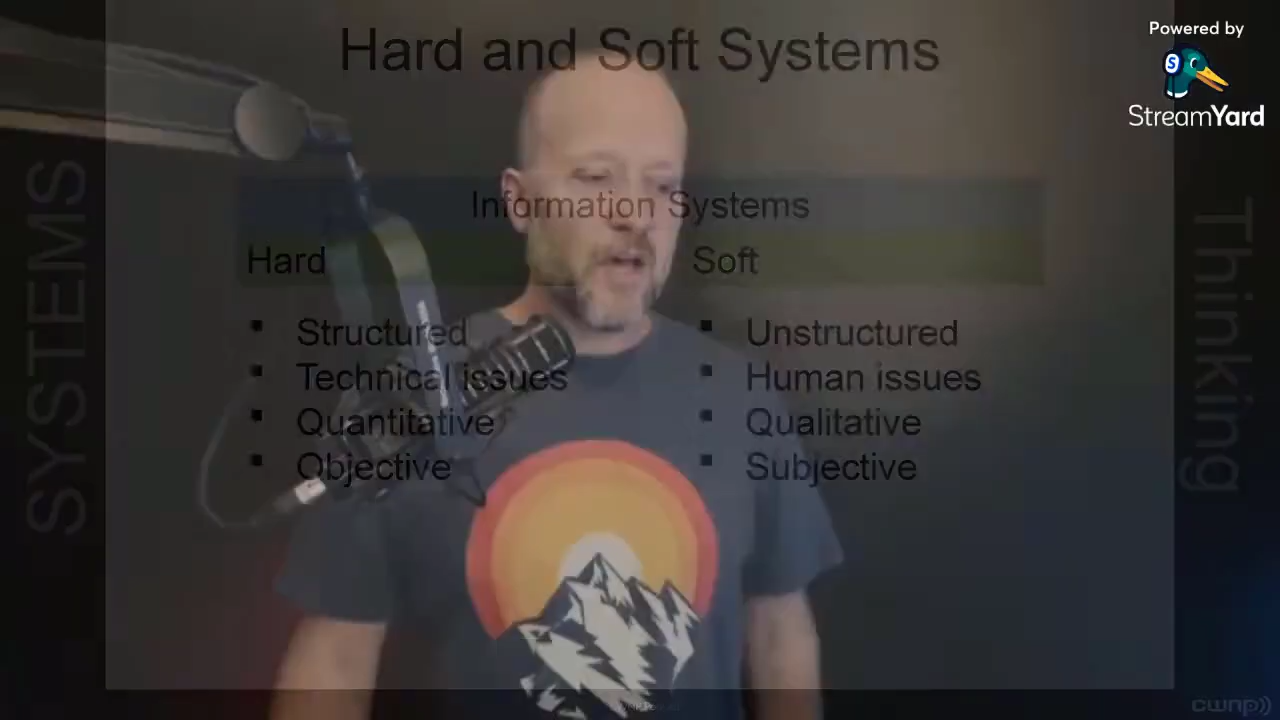 Hard and Soft Systems
Powered by
StreamYard
SYSTEMS
Thinking
Information Systems
Hard
Soft
▪ Structured
▪ Technical issues
▪ Quantitative
▪ Objective
▪ Unstructured
▪ Human issues
▪ Qualitative
▪ Subjective
cwnp